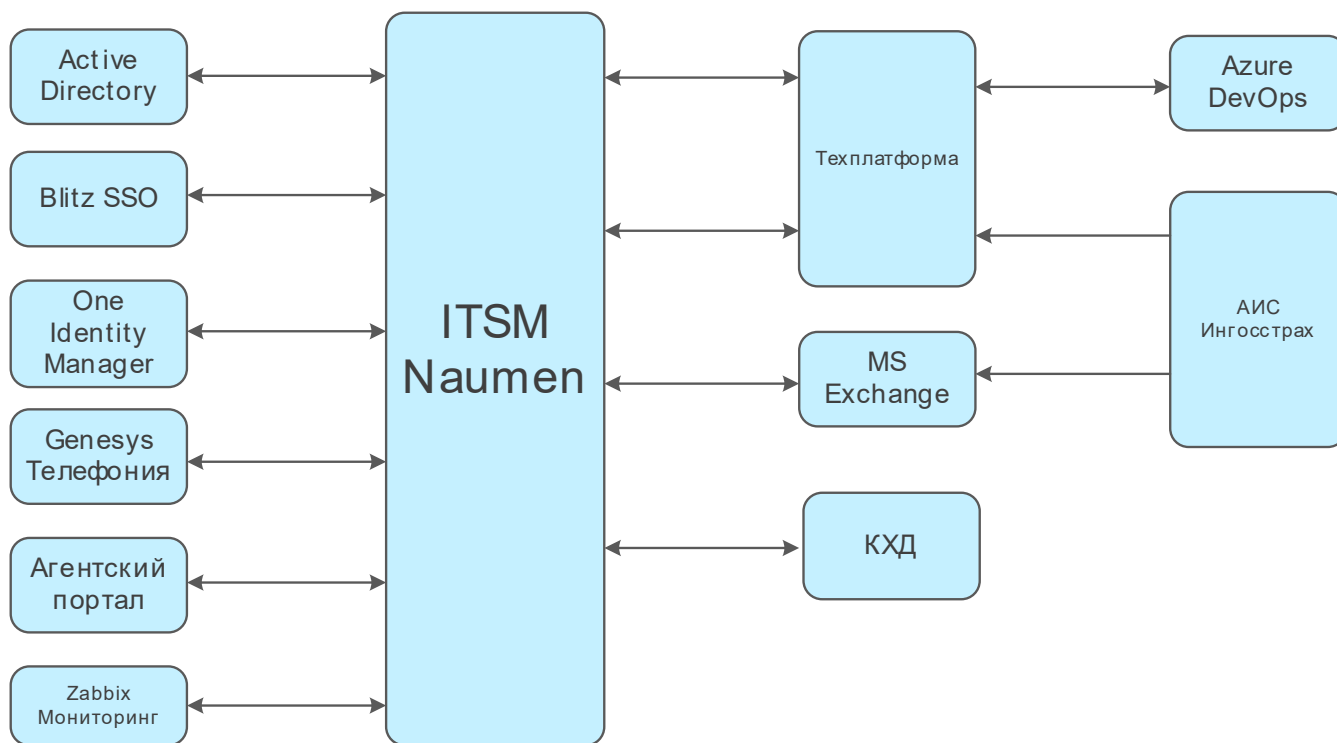 Active
Directory
Blitz SSO
One
Identity
Manager
Genesys
Телефония
Агентский
портал
Zabbix
Мониторинг
ITSM
Naumen
Техплатформа
MS
Exchange
КХД
Azure
DevOps
АИС
Ингосстрах